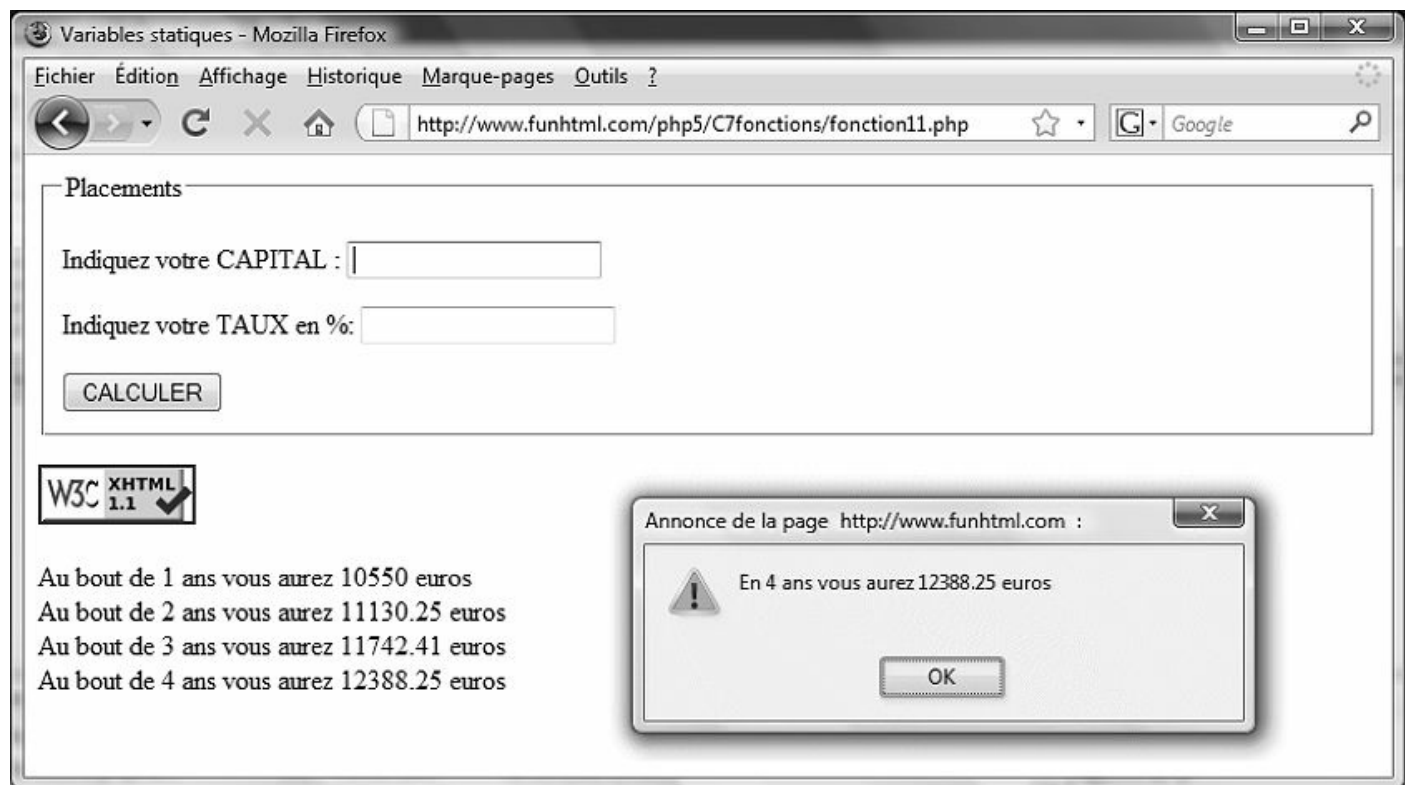 Variables statiques - Mozilla Firefox
Fichier Édition Affichage Historique Marque-pages Outils ?
http://www.funhtml.com/php5/C7fonctions/fonction11.php G Google
Placements
Indiquez votre CAPITAL :
Indiquez votre TAUX en %:
CALCULER
W3C XHTML
1.1
Annonce de la page http://www.funhtml.com :
En 4 ans vous aurez 12388.25 euros
OK
Au bout de 1 ans vous aurez 10550 euros
Au bout de 2 ans vous aurez 11130.25 euros
Au bout de 3 ans vous aurez 11742.41 euros
Au bout de 4 ans vous aurez 12388.25 euros